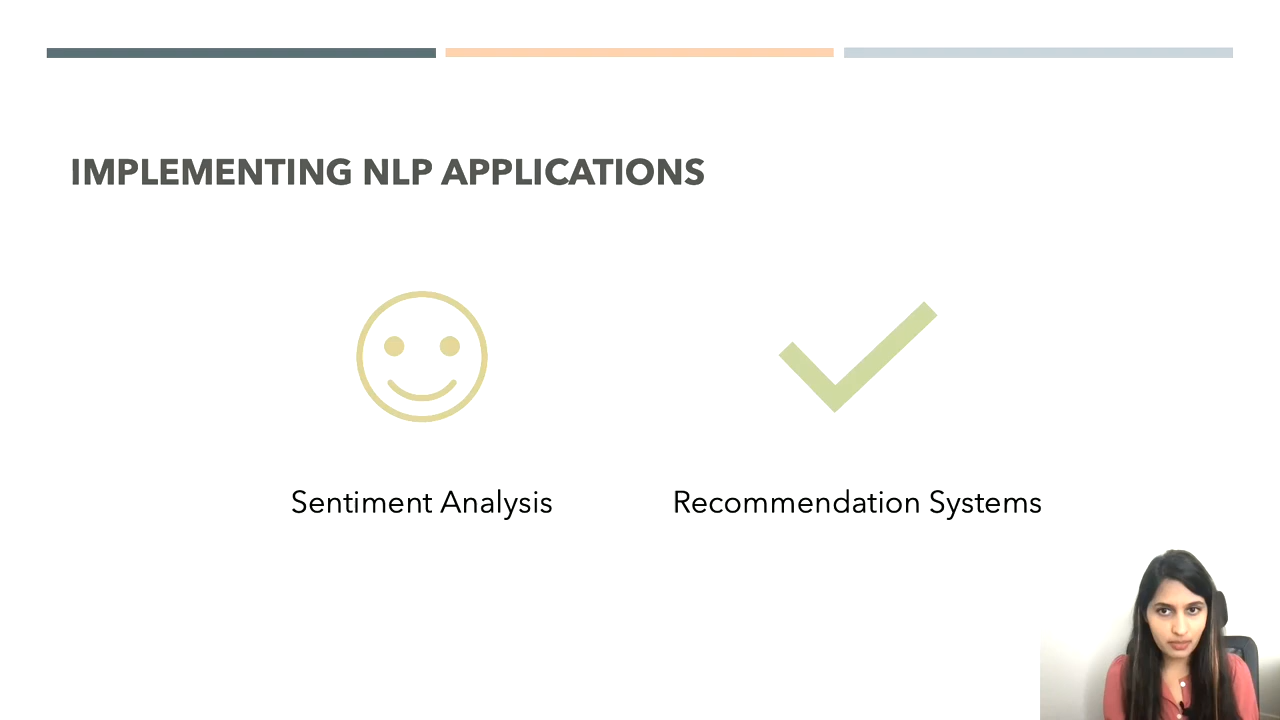 IMPLEMENTING NLP APPLICATIONS
Sentiment Analysis
Recommendation Systems